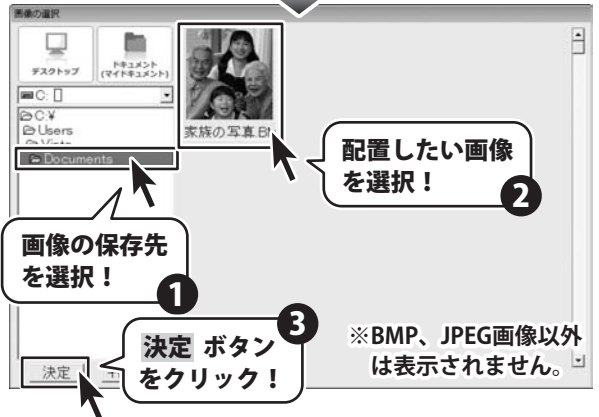 画像の選択
デスクトップ
ドキュメント
(マイドキュメント)
C:
C:¥
Users
Documents
家族の写真.BM
配置したい画像
を選択！
2
画像の保存先
を選択！
1
3
決定 ボタン
をクリック！
※BMP、JPEG画像以外
は表示されません。
決定